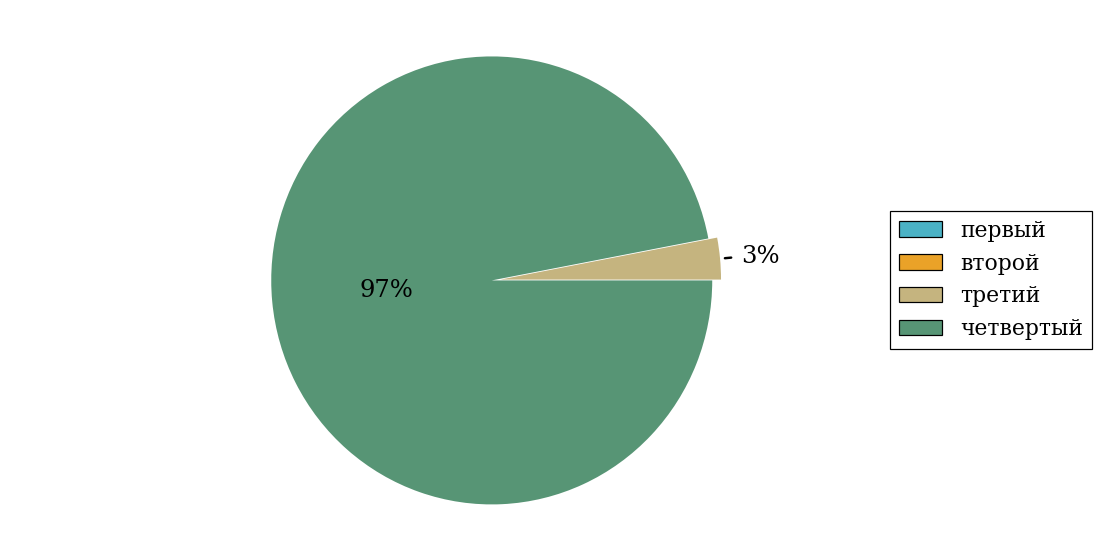 3%
97%
первый
второй
третий
четвертый